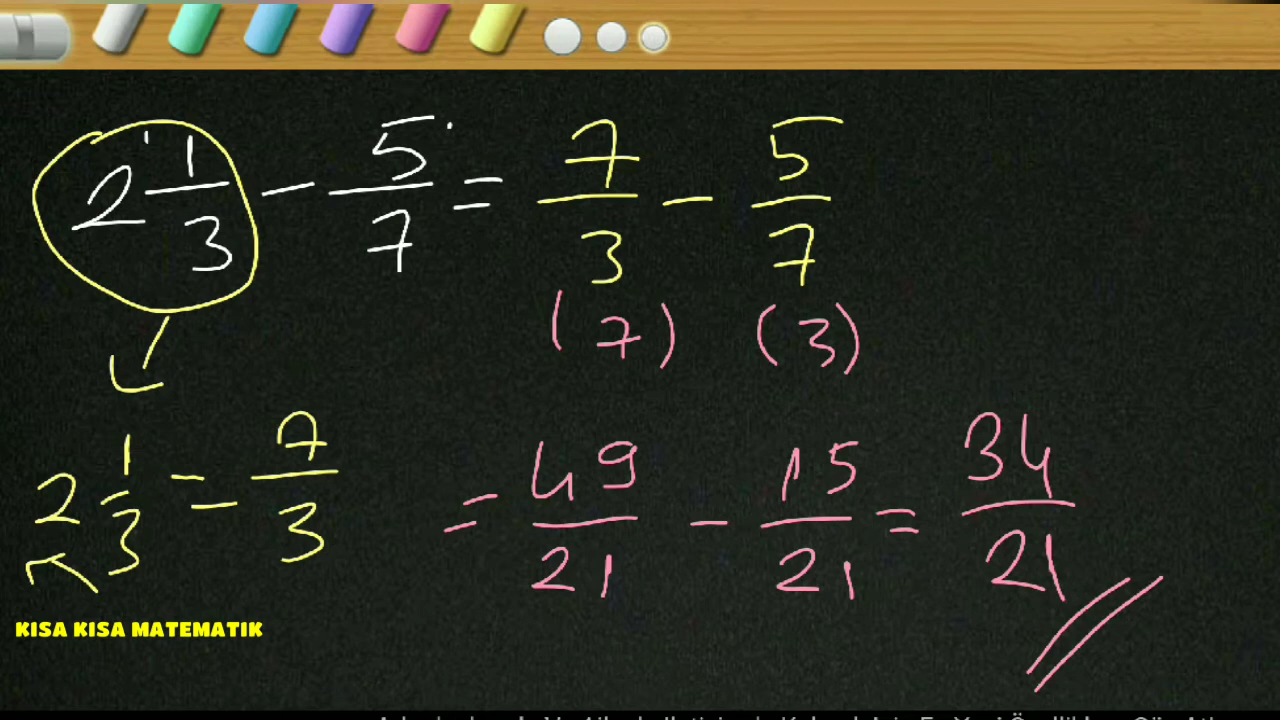 2 1/3 - 5/7 = 7/3 - 5/7
(7) (3)
2 1/3 = 7/3
= 49/21 - 15/21 = 34/21
KISA KISA MATEMATIK